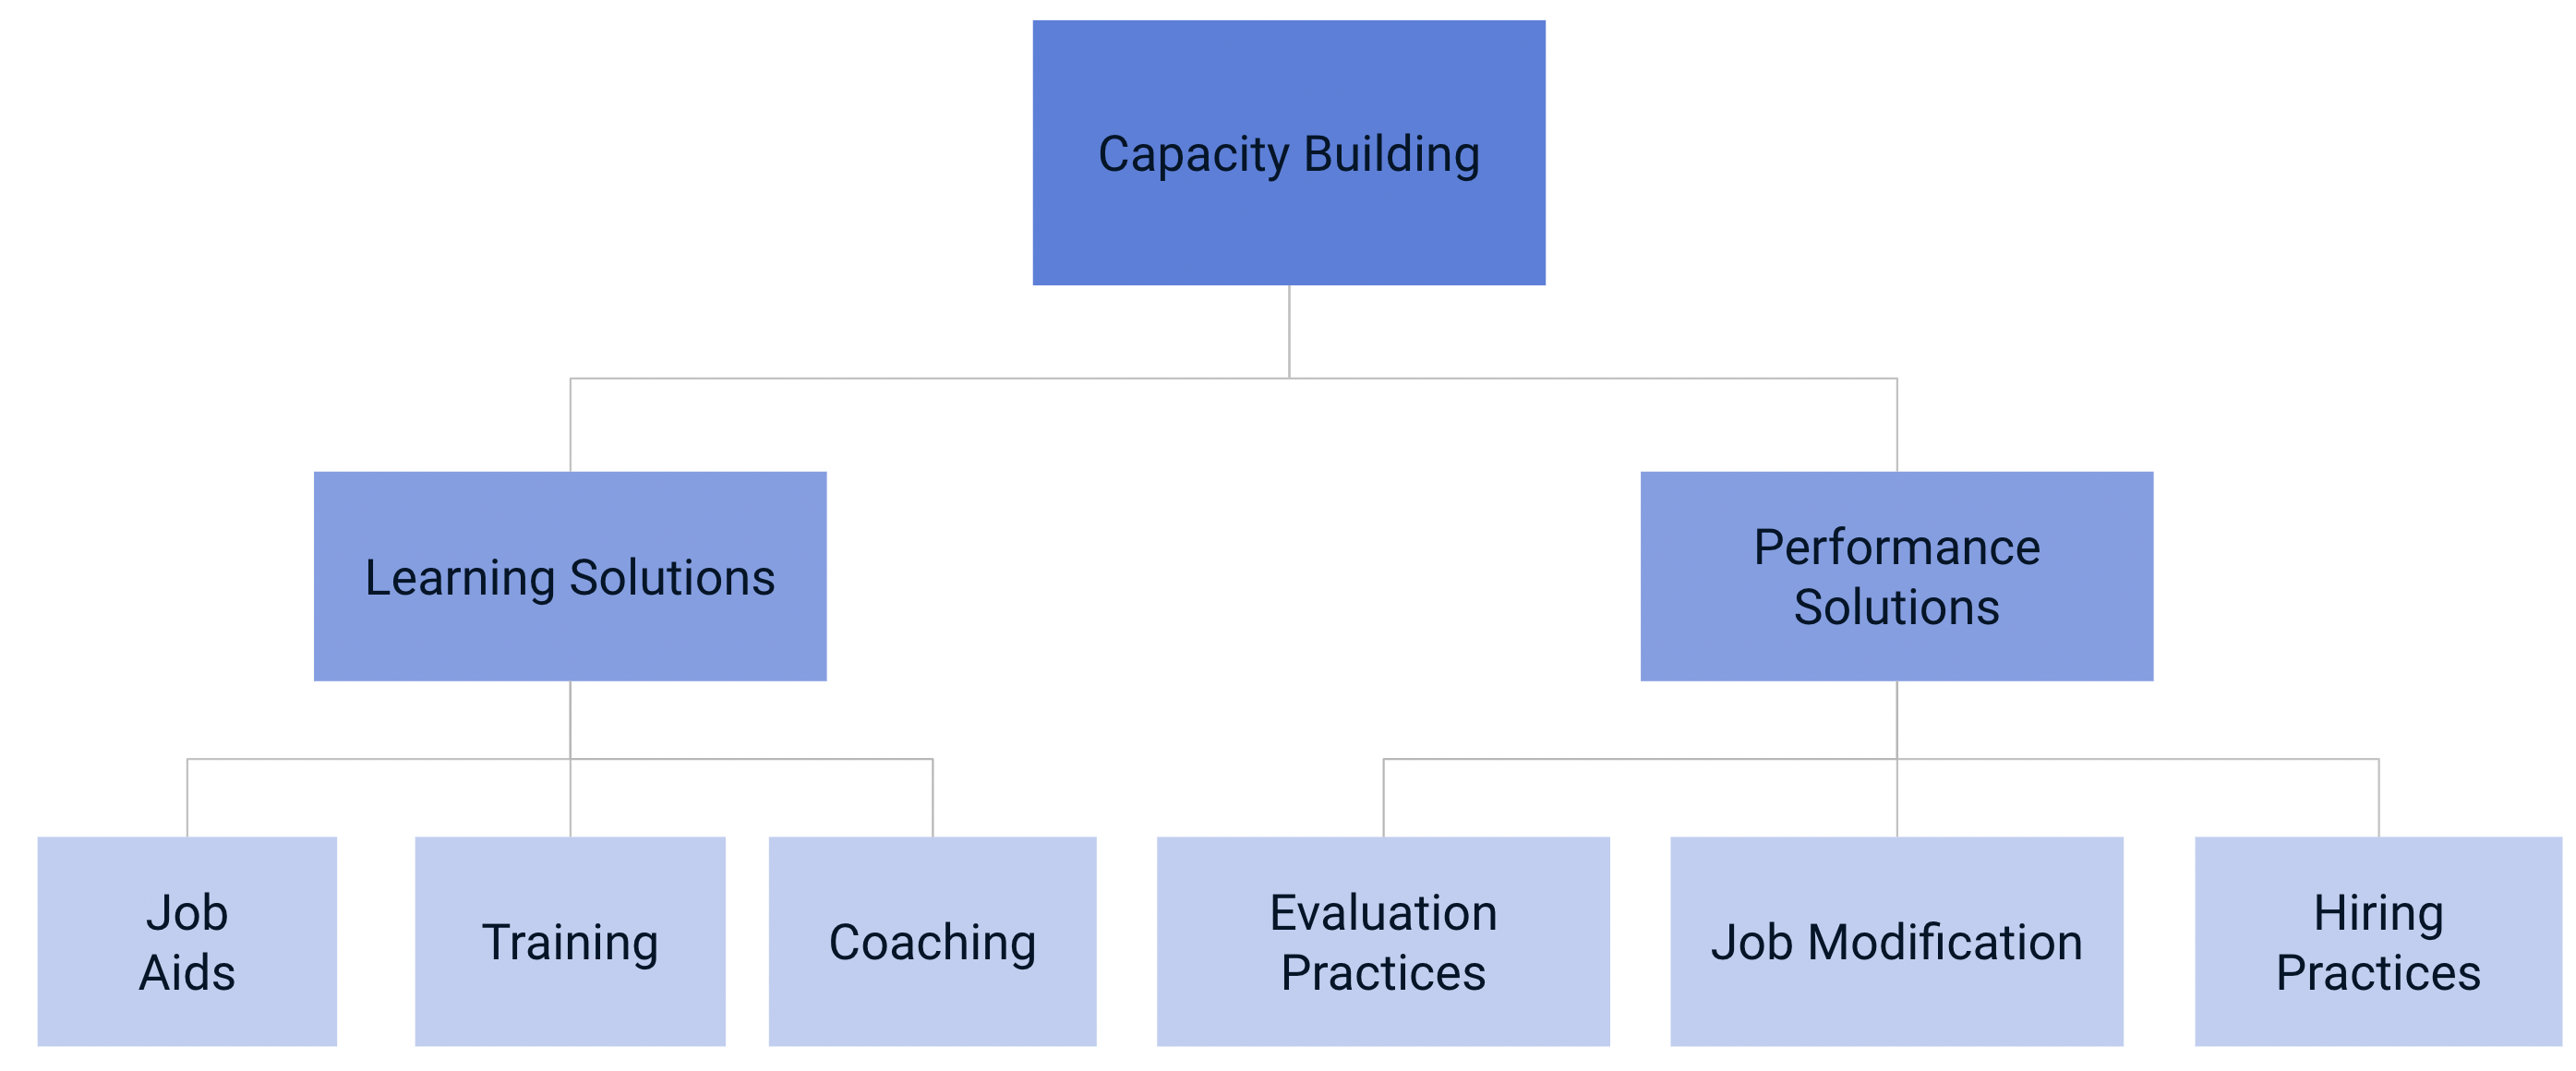 Capacity Building
Learning Solutions
Performance
Solutions
Job
Aids
Training
Coaching
Evaluation
Practices
Job Modification
Hiring
Practices